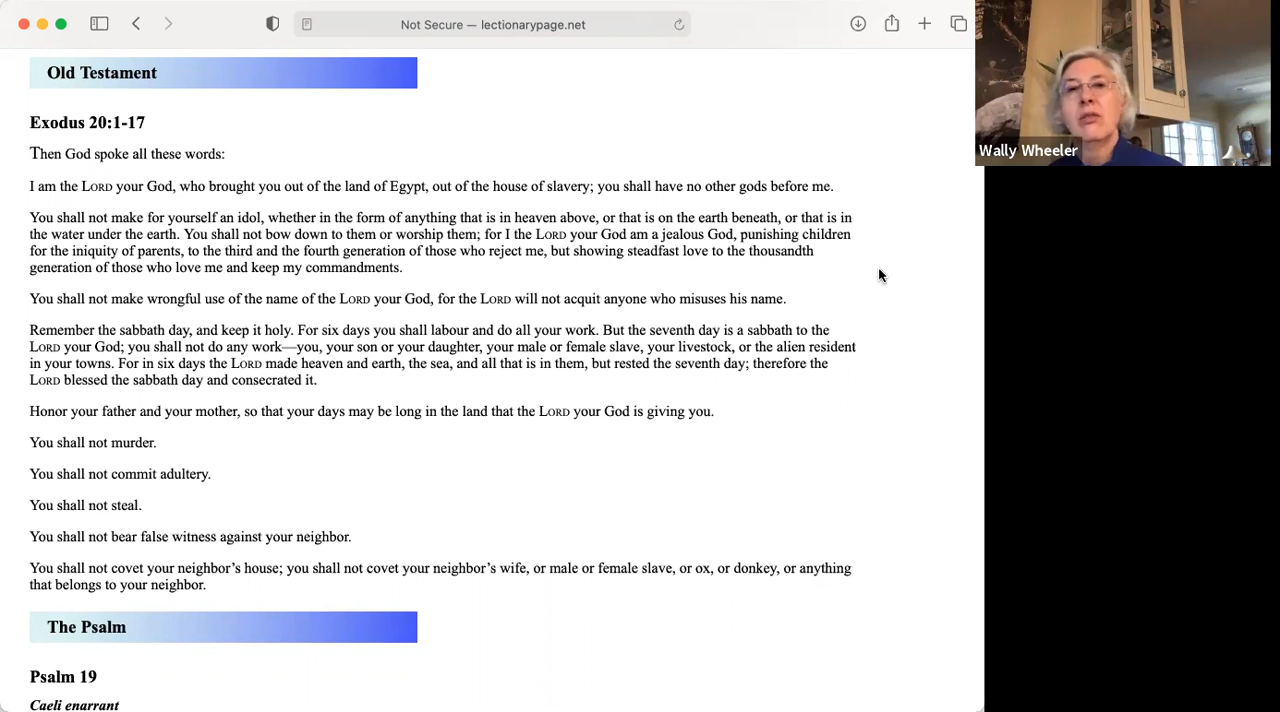 Not Secure — lectionarypage.net
Old Testament
Exodus 20:1-17
Then God spoke all these words:
I am the LORD your God, who brought you out of the land of Egypt, out of the house of slavery; you shall have no other gods before me.
You shall not make for yourself an idol, whether in the form of anything that is in heaven above, or that is on the earth beneath, or that is in
the water under the earth. You shall not bow down to them or worship them; for I the LORD your God am a jealous God, punishing children
for the iniquity of parents, to the third and the fourth generation of those who reject me, but showing steadfast love to the thousandth
generation of those who love me and keep my commandments.
You shall not make wrongful use of the name of the LORD your God, for the LORD will not acquit anyone who misuses his name.
Remember the sabbath day, and keep it holy. For six days you shall labour and do all your work. But the seventh day is a sabbath to the
LORD your God; you shall not do any work—you, your son or your daughter, your male or female slave, your livestock, or the alien resident
in your towns. For in six days the LORD made heaven and earth, the sea, and all that is in them, but rested the seventh day; therefore the
LORD blessed the sabbath day and consecrated it.
Honor your father and your mother, so that your days may be long in the land that the LORD your God is giving you.
You shall not murder.
You shall not commit adultery.
You shall not steal.
You shall not bear false witness against your neighbor.
You shall not covet your neighbor’s house; you shall not covet your neighbor’s wife, or male or female slave, or ox, or donkey, or anything
that belongs to your neighbor.
The Psalm
Psalm 19
Caeli enarrant
Wally Wheeler